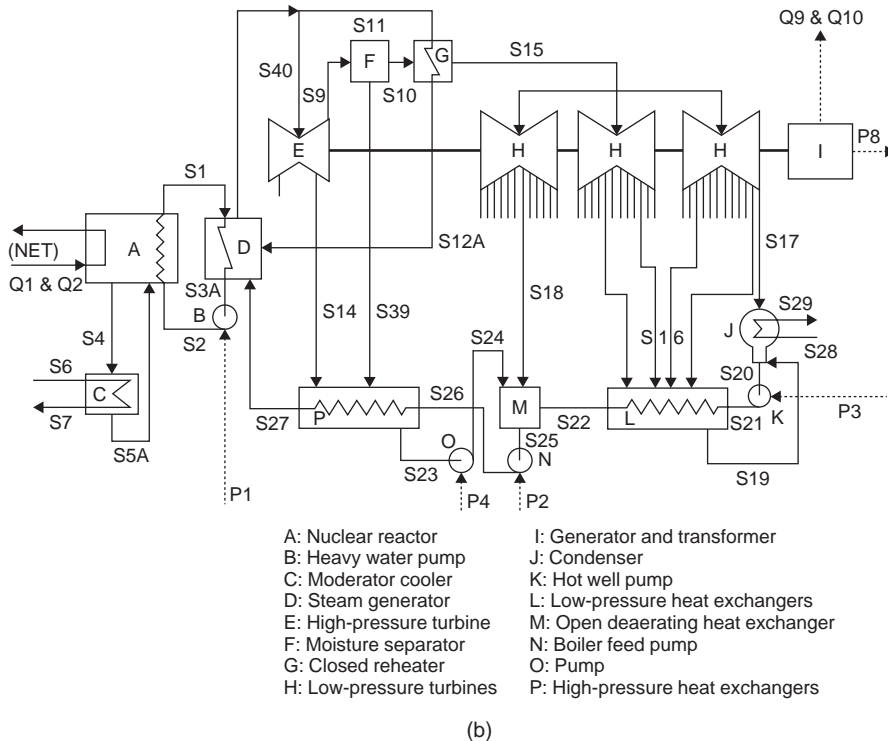 Q9 & Q10
S11
S40
S9
F
G
S10
S15
E
H
H
H
I
P8
S1
A
(NET)
Q1 & Q2
D
S12A
S3A
B
S2
S4
S14
S39
S18
S17
S 1 6
J
S29
S28
S6
C
S7
S5A
S24
S26
S20
P
M
L
S27
S22
S21
K
P3
O
S25
N
S23
S19
P1
P4
P2
A: Nuclear reactor
B: Heavy water pump
C: Moderator cooler
D: Steam generator
E: High-pressure turbine
F: Moisture separator
G: Closed reheater
H: Low-pressure turbines
I: Generator and transformer
J: Condenser
K: Hot well pump
L: Low-pressure heat exchangers
M: Open deaerating heat exchanger
N: Boiler feed pump
O: Pump
P: High-pressure heat exchangers
(b)